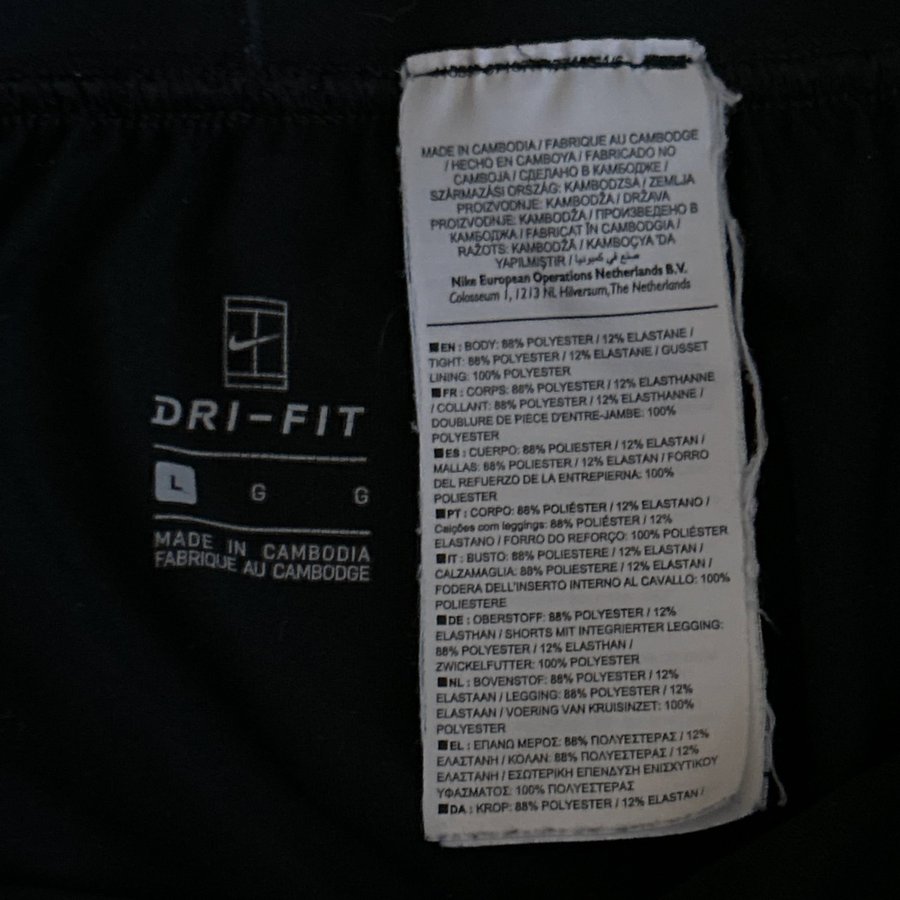 DRI-FIT
L G G
MADE IN CAMBODIA
FABRIQUE AU CAMBODGE
MADE IN CAMBODIA / FABRIQUE AU CAMBODGE
/ HECHO EN CAMBOYA / FABRICADO NO
CAMBOJA / СДЕЛАНО В КАМБОДЖЕ /
SZÁRMAZÁSI ORSZÁG: KAMBODZSA / ZEMLJA
PROIZVODNJE: KAMBODŽA / DRŽAVA
PROIZVODNJE: KAMBODŽA / ПРОИЗВЕДЕНО В
КАМБОДЖА / FABRICAT ÎN CAMBODGIA /
RAŽOTS: KAMBODŽĀ / KAMBOÇYA 'DA
YAPILMIŞTIR / صنع في كمبوديا
Nike European Operations Netherlands B.V.
Colosseum 1, 1213 NL Hilversum, The Netherlands
EN : BODY: 88% POLYESTER / 12% ELASTANE /
TIGHT: 88% POLYESTER / 12% ELASTANE / GUSSET
LINING: 100% POLYESTER
FR : CORPS: 88% POLYESTER / 12% ELASTHANNE
/ COLLANT: 88% POLYESTER / 12% ELASTHANNE /
DOUBLURE DE PIECE D'ENTRE-JAMBE: 100%
POLYESTER
ES : CUERPO: 88% POLIESTER / 12% ELASTAN /
MALLAS: 88% POLIESTER / 12% ELASTAN / FORRO
DEL REFUERZO DE LA ENTREPIERNA: 100%
POLIESTER
PT : CORPO: 88% POLIÉSTER / 12% ELASTANO /
Calções com leggings: 88% POLIÉSTER / 12%
ELASTANO / FORRO DO REFORÇO: 100% POLIÉSTER
IT : BUSTO: 88% POLIESTERE / 12% ELASTAN /
CALZAMAGLIA: 88% POLIESTERE / 12% ELASTAN /
FODERA DELL'INSERTO INTERNO AL CAVALLO: 100%
POLIESTERE
DE : OBERSTOFF: 88% POLYESTER / 12%
ELASTHAN / SHORTS MIT INTEGRIERTER LEGGING:
88% POLYESTER / 12% ELASTHAN /
ZWICKELFUTTER: 100% POLYESTER
NL : BOVENSTOF: 88% POLYESTER / 12%
ELASTAAN / LEGGING: 88% POLYESTER / 12%
ELASTAAN / VOERING VAN KRUISINZET: 100%
POLYESTER
EL : ΕΠΑΝΩ ΜΕΡΟΣ: 88% ΠΟΛΥΕΣΤΕΡΑΣ / 12%
ΕΛΑΣΤΑΝΗ / ΚΟΛΑΝ: 88% ΠΟΛΥΕΣΤΕΡΑΣ / 12%
ΕΛΑΣΤΑΝΗ / ΕΣΩΤΕΡΙΚΗ ΕΠΕΝΔΥΣΗ ΕΝΙΣΧΥΤΙΚΟΥ
ΥΦΑΣΜΑΤΟΣ: 100% ΠΟΛΥΕΣΤΕΡΑΣ
DA : KROP: 88% POLYESTER / 12% ELASTAN /